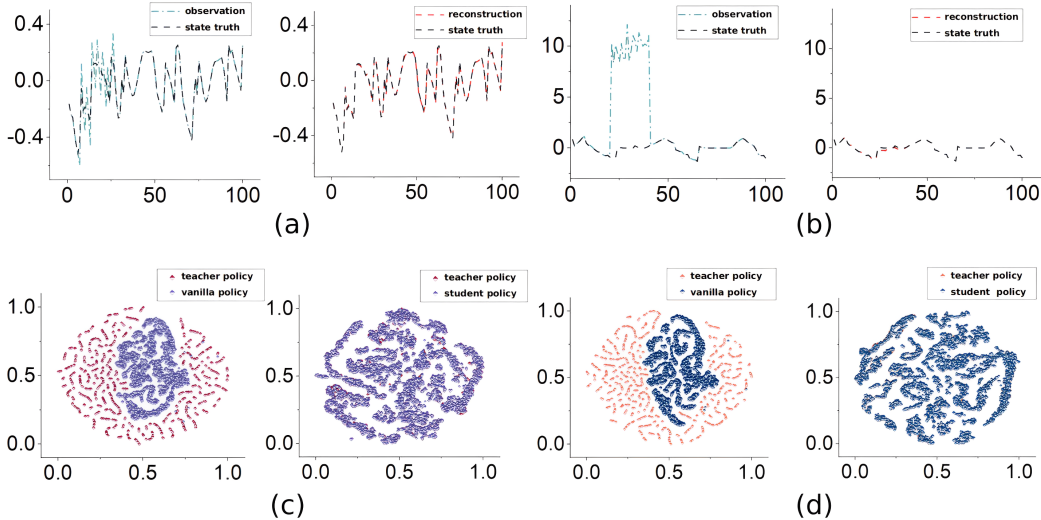 observation
state truth
0.4
0.0
-0.4
0
50
100
reconstruction
state truth
0.4
0.0
-0.4
0
50
100
(a)
observation
state truth
10
5
0
0
50
100
reconstruction
state truth
10
5
0
0
50
100
(b)
teacher policy
vanilla policy
1.0
0.5
0.0
0.0
0.5
1.0
teacher policy
student policy
1.0
0.5
0.0
0.0
0.5
1.0
(c)
teacher policy
vanilla policy
1.0
0.5
0.0
0.0
0.5
1.0
teacher policy
student policy
1.0
0.5
0.0
0.0
0.5
1.0
(d)